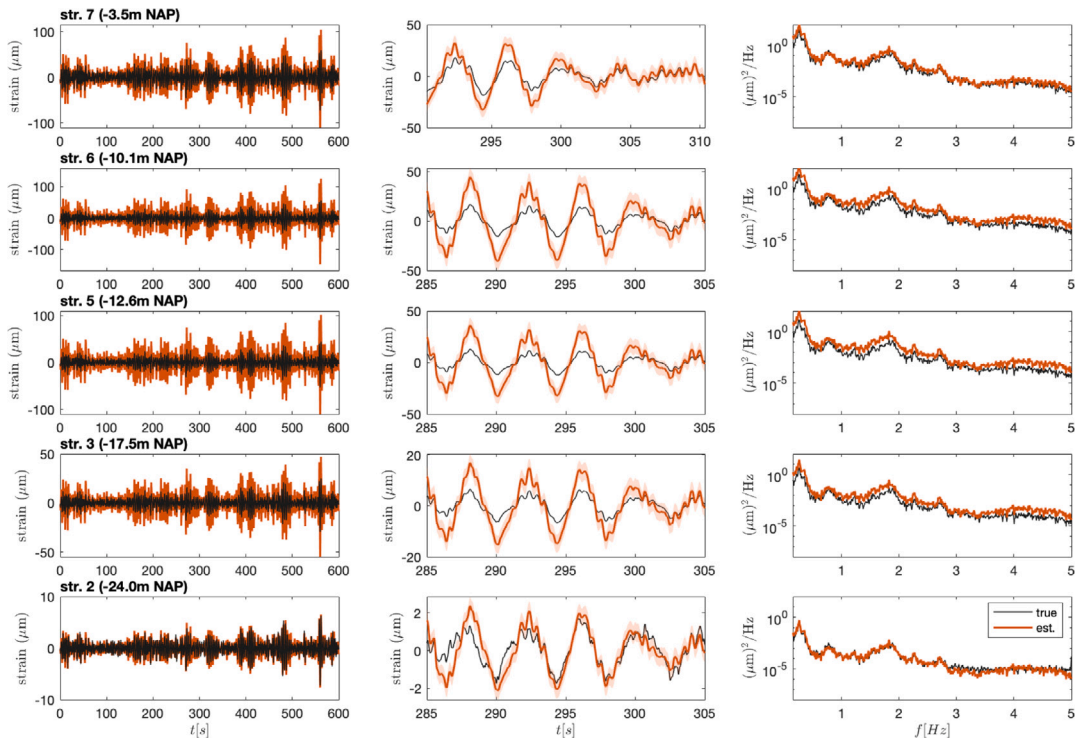 str. 7 (-3.5m NAP)
strain (μm)
100
0
-100
0 100 200 300 400 500 600
strain (μm)
50
0
-50
295 300 305 310
(μm)²/Hz
10⁰
10⁻⁵
1 2 3 4 5
str. 6 (-10.1m NAP)
strain (μm)
100
0
-100
0 100 200 300 400 500 600
strain (μm)
50
0
-50
285 290 295 300 305
(μm)²/Hz
10⁰
10⁻⁵
1 2 3 4 5
str. 5 (-12.6m NAP)
strain (μm)
100
0
-100
0 100 200 300 400 500 600
strain (μm)
50
0
-50
285 290 295 300 305
(μm)²/Hz
10⁰
10⁻⁵
1 2 3 4 5
str. 3 (-17.5m NAP)
strain (μm)
50
0
-50
0 100 200 300 400 500 600
strain (μm)
20
0
-20
285 290 295 300 305
(μm)²/Hz
10⁰
10⁻⁵
1 2 3 4 5
str. 2 (-24.0m NAP)
strain (μm)
10
0
-10
0 100 200 300 400 500 600
t[s]
strain (μm)
2
0
-2
285 290 295 300 305
t[s]
(μm)²/Hz
10⁰
10⁻⁵
true
est.
1 2 3 4 5
f[Hz]